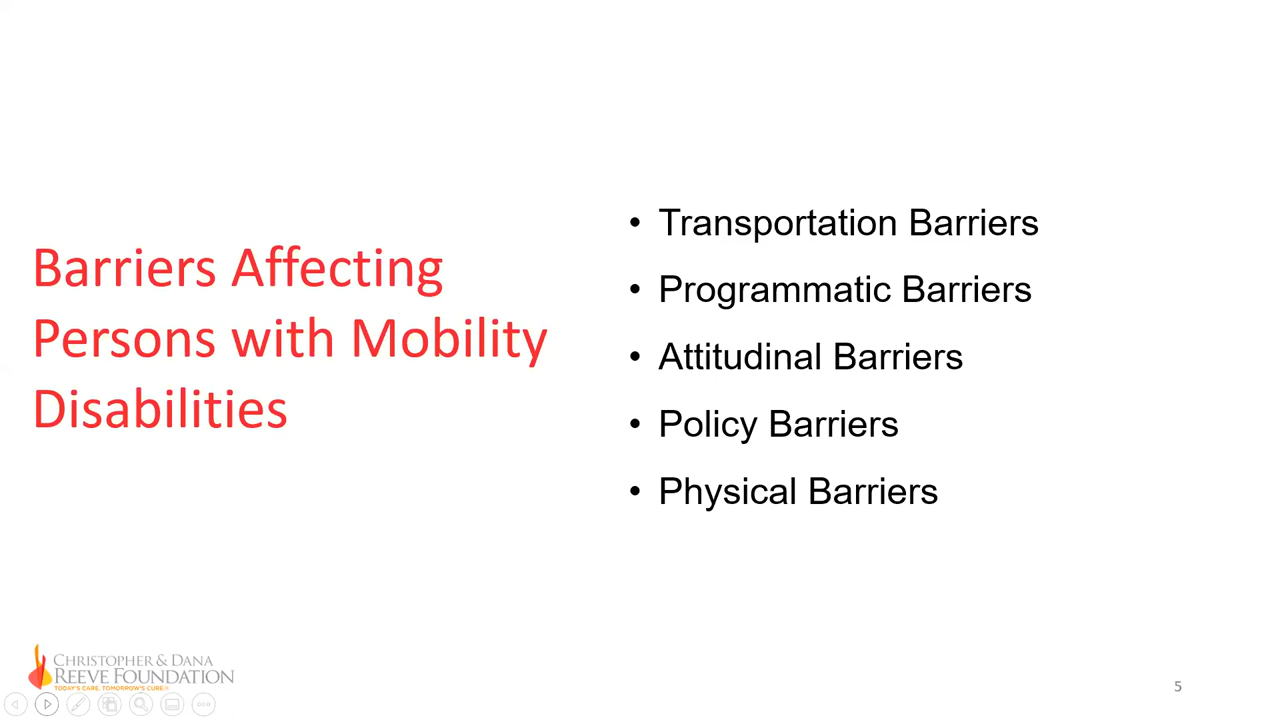 Barriers Affecting
Persons with Mobility
Disabilities
• Transportation Barriers
• Programmatic Barriers
• Attitudinal Barriers
• Policy Barriers
• Physical Barriers
CHRISTOPHER & DANA
REEVE FOUNDATION
TODAY'S CARE. TOMORROW'S CURE.®
5